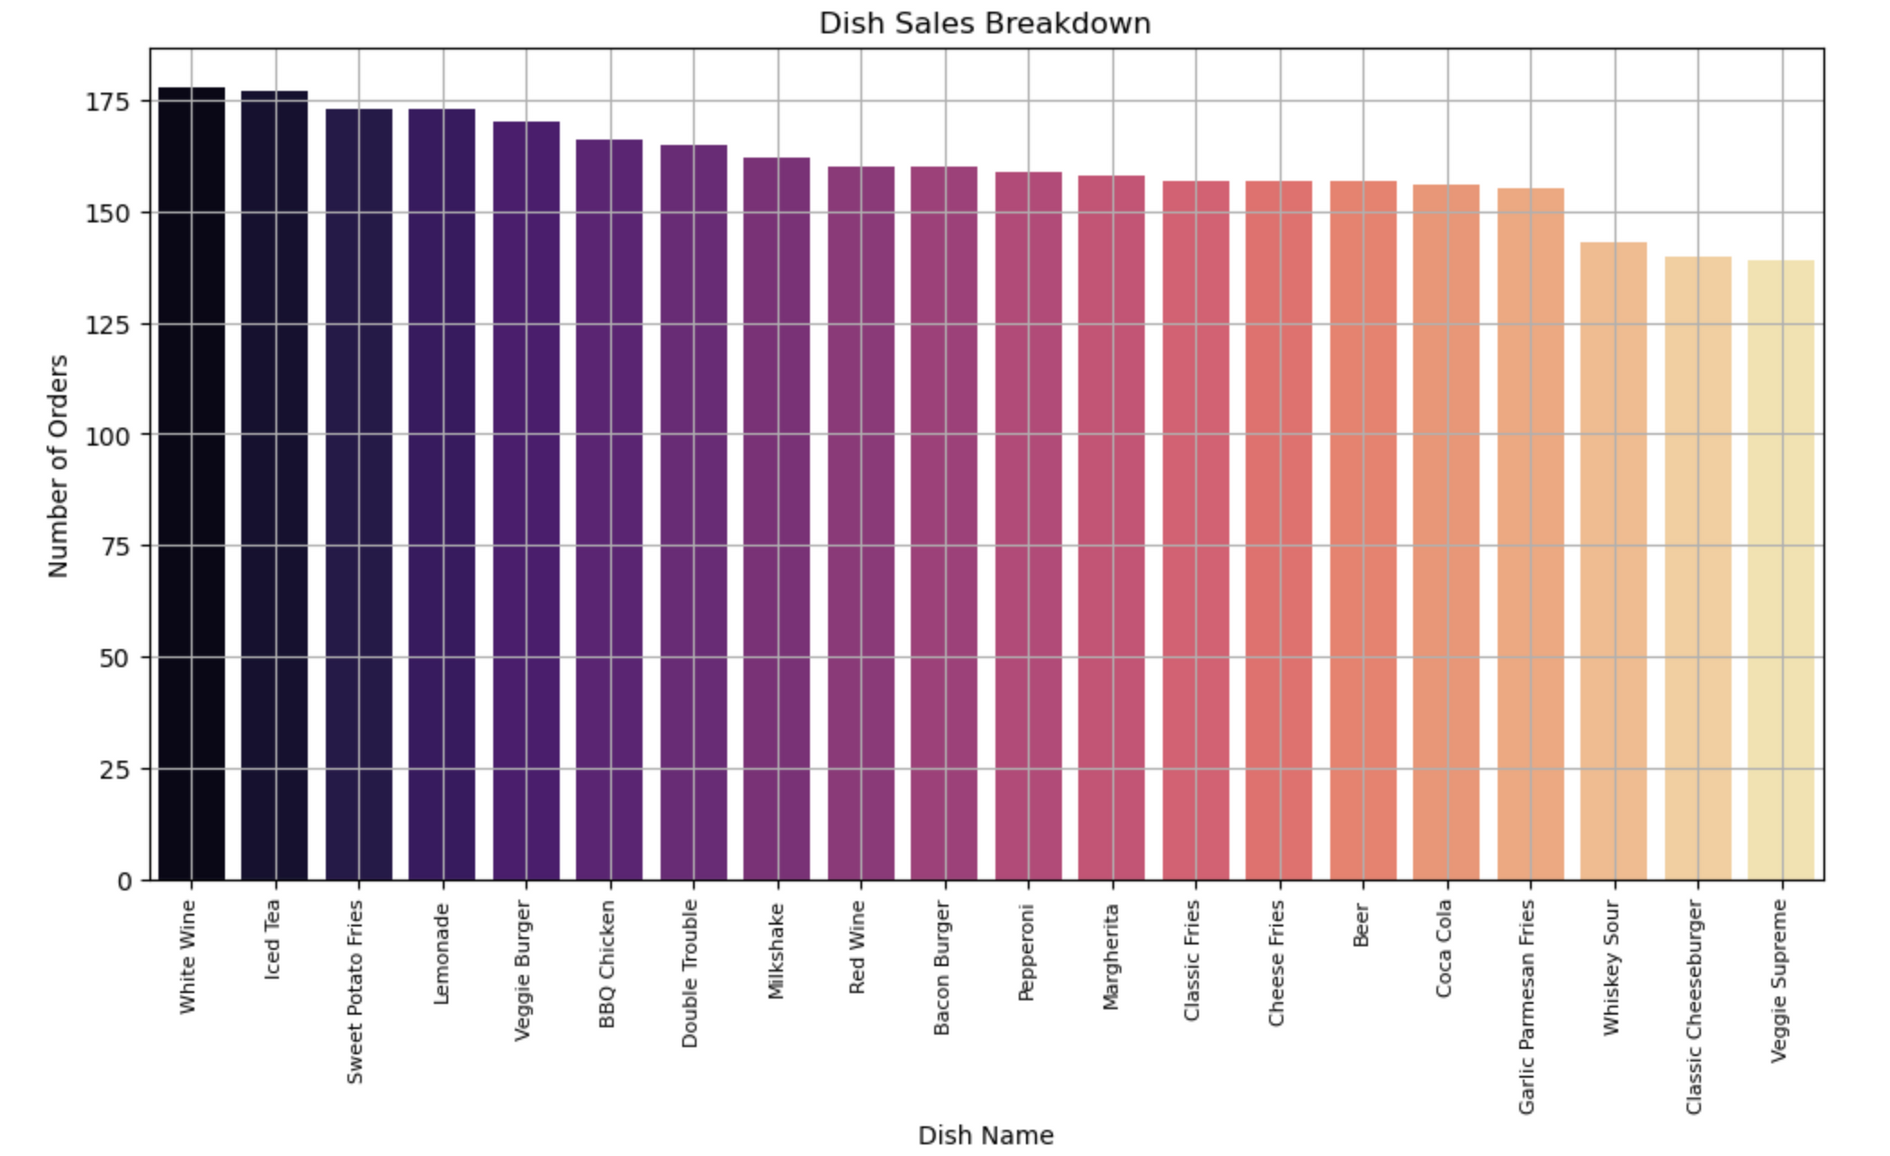 Dish Sales Breakdown
Number of Orders
175
150
125
100
75
50
25
0
White Wine
Iced Tea
Sweet Potato Fries
Lemonade
Veggie Burger
BBQ Chicken
Double Trouble
Milkshake
Red Wine
Bacon Burger
Pepperoni
Margherita
Classic Fries
Cheese Fries
Beer
Coca Cola
Garlic Parmesan Fries
Whiskey Sour
Classic Cheeseburger
Veggie Supreme
Dish Name